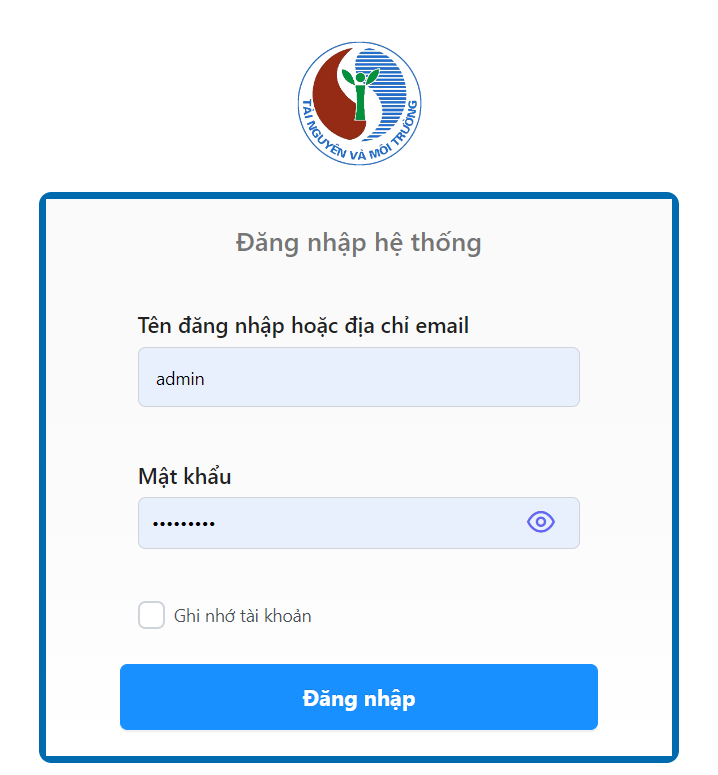 TÀI NGUYÊN VÀ MÔI TRƯỜNG
Đăng nhập hệ thống
Tên đăng nhập hoặc địa chỉ email
admin
Mật khẩu
•••••••••
Ghi nhớ tài khoản
Đăng nhập